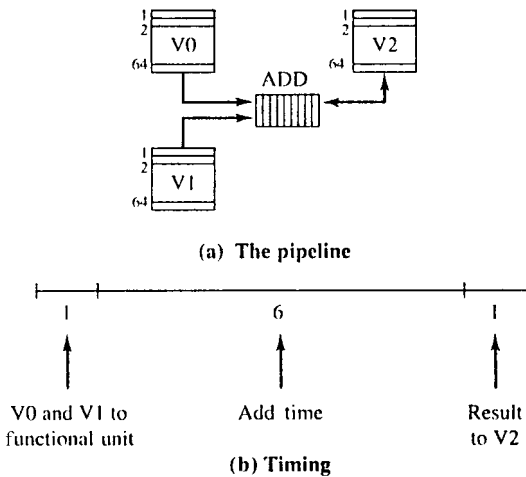 1
2
V0
64
1
2
V2
64
ADD
1
2
V1
64
(a) The pipeline
1 6 1
V0 and V1 to Add time Result
functional unit to V2
(b) Timing